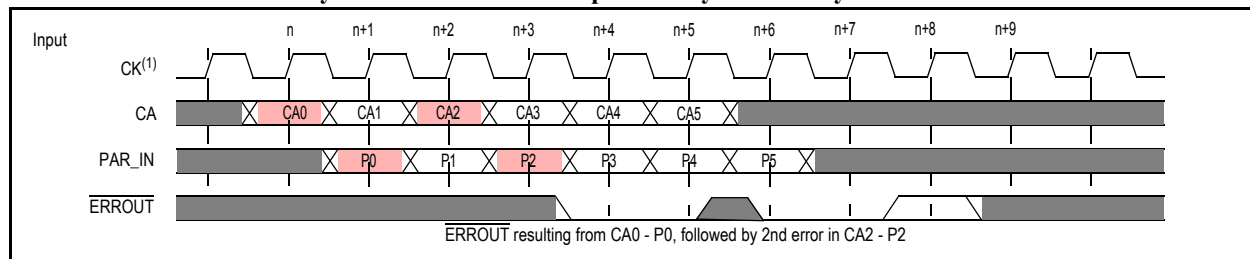 Input
n n+1 n+2 n+3 n+4 n+5 n+6 n+7 n+8 n+9
CK(1)
CA CA0 CA1 CA2 CA3 CA4 CA5
PAR_IN P0 P1 P2 P3 P4 P5
ERROUT
ERROUT resulting from CA0 - P0, followed by 2nd error in CA2 - P2